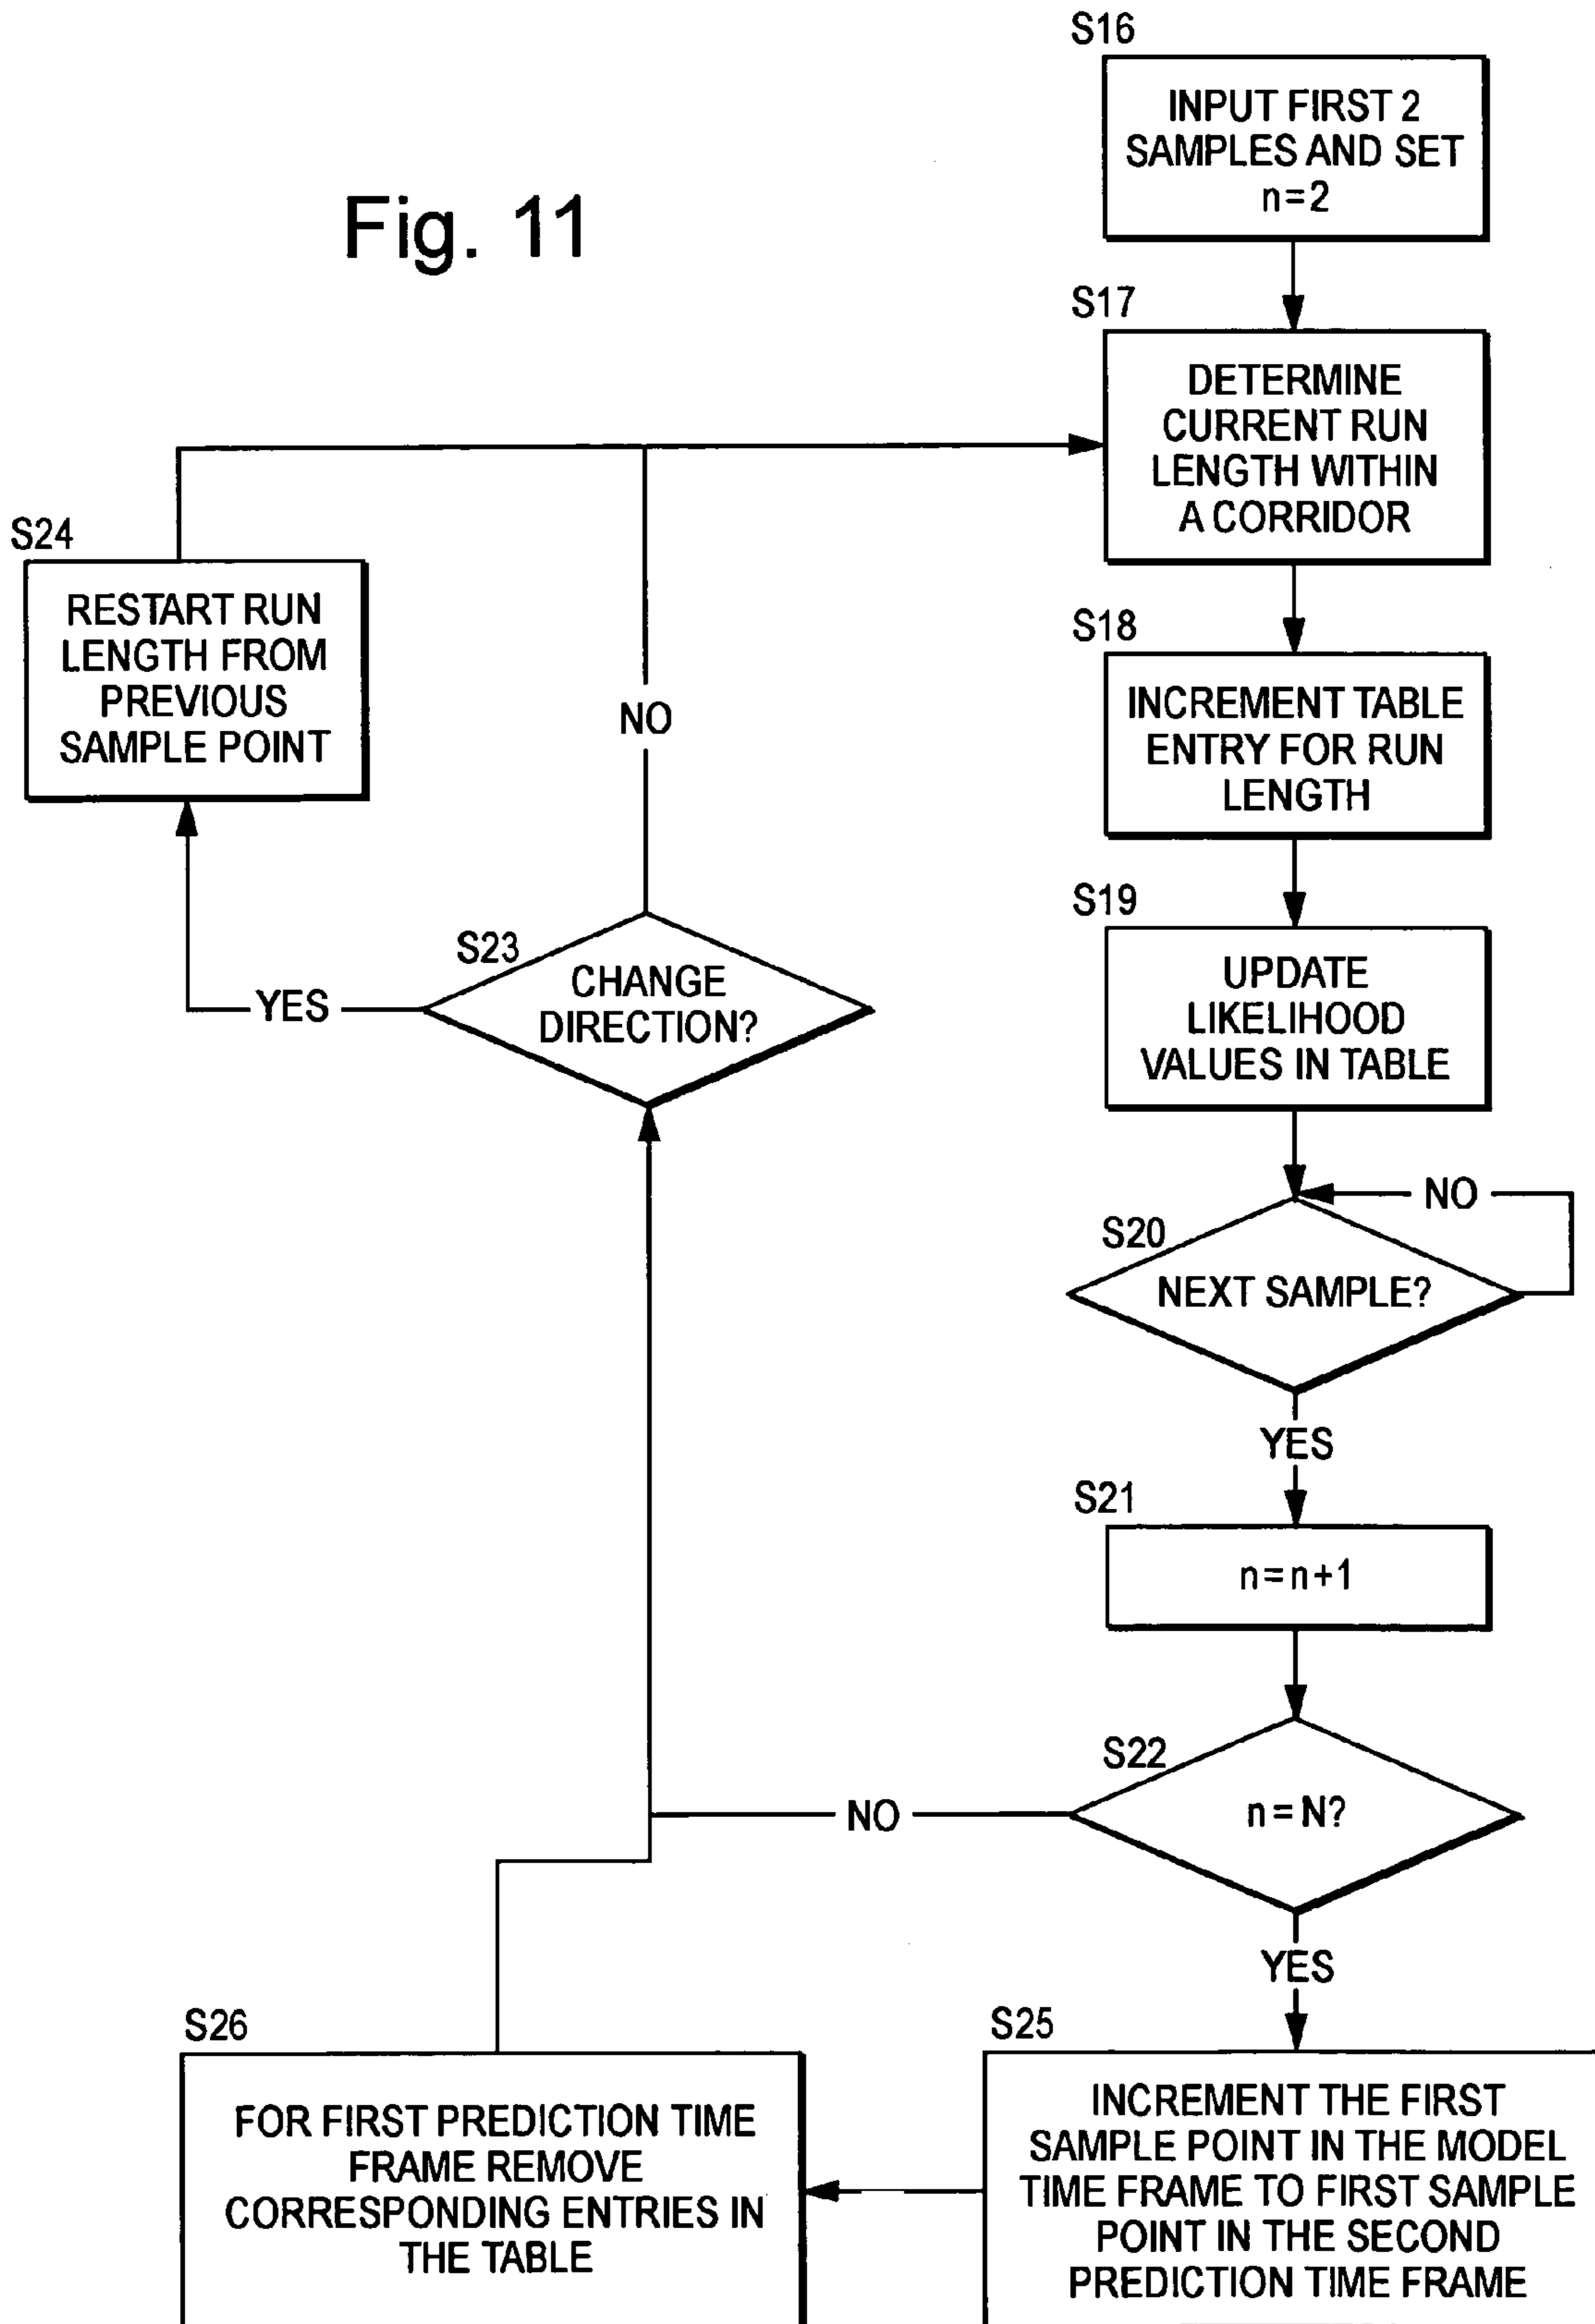 Fig. 11
S16
INPUT FIRST 2
SAMPLES AND SET
n=2
S17
DETERMINE
CURRENT RUN
LENGTH WITHIN
A CORRIDOR
S18
INCREMENT TABLE
ENTRY FOR RUN
LENGTH
S19
UPDATE
LIKELIHOOD
VALUES IN TABLE
S20
NEXT SAMPLE?
NO
YES
S21
n=n+1
S22
n=N?
NO
YES
S23
CHANGE
DIRECTION?
NO
YES
S24
RESTART RUN
LENGTH FROM
PREVIOUS
SAMPLE POINT
S25
INCREMENT THE FIRST
SAMPLE POINT IN THE MODEL
TIME FRAME TO FIRST SAMPLE
POINT IN THE SECOND
PREDICTION TIME FRAME
S26
FOR FIRST PREDICTION TIME
FRAME REMOVE
CORRESPONDING ENTRIES IN
THE TABLE